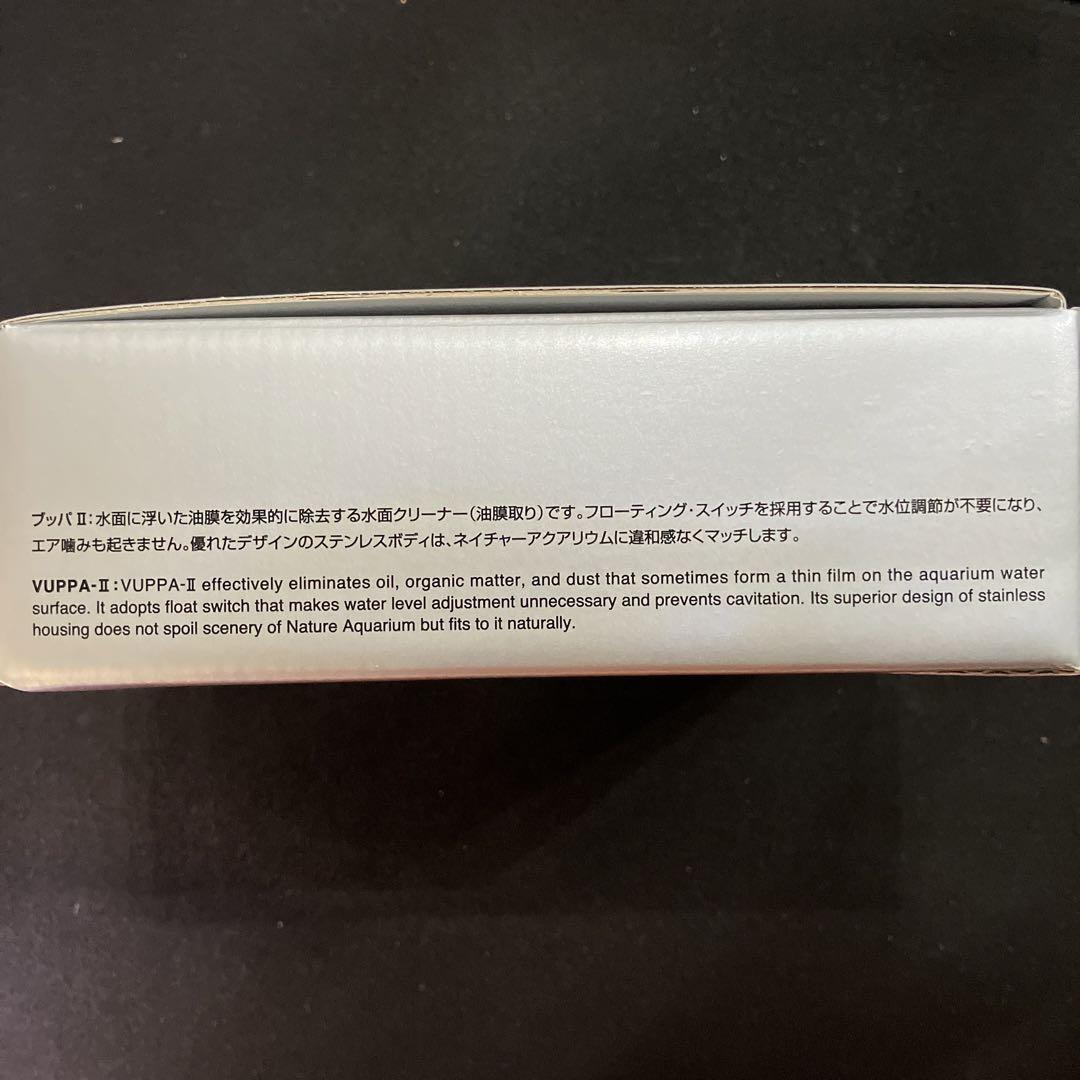 ブッパⅡ：水面に浮いた油膜を効果的に除去する水面クリーナー（油膜取り）です。フローティング・スイッチを採用することで水位調節が不要になり、
エア噛みも起きません。優れたデザインのステンレスボディは、ネイチャーアクアリウムに違和感なくマッチします。
VUPPA-Ⅱ：VUPPA-Ⅱ effectively eliminates oil, organic matter, and dust that sometimes form a thin film on the aquarium water
surface. It adopts float switch that makes water level adjustment unnecessary and prevents cavitation. Its superior design of stainless
housing does not spoil scenery of Nature Aquarium but fits to it naturally.